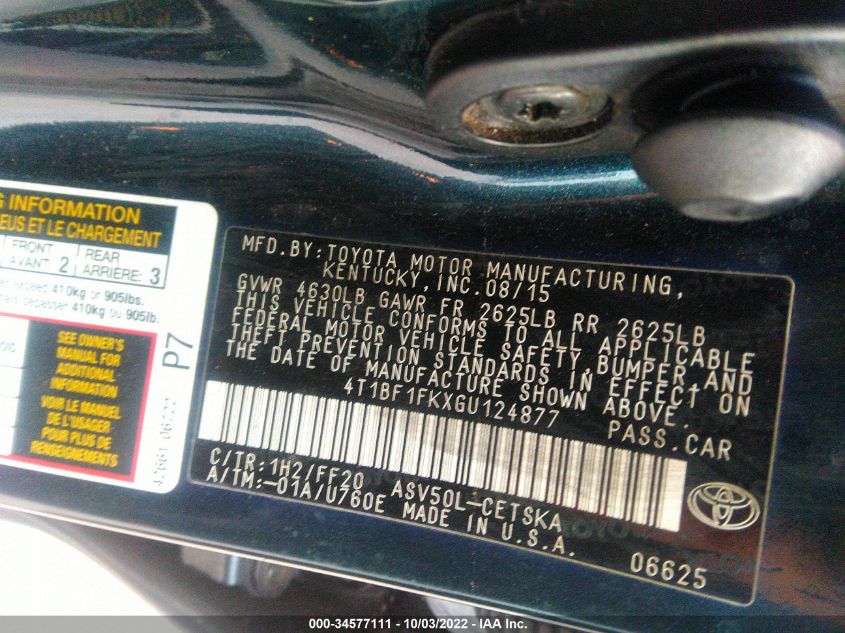 G INFORMATION
EUS ET LE CHARGEMENT
FRONT
AVANT: 2
REAR
ARRIÈRE: 3
exceed 410kg or 905lbs.
dépasser 410kg ou 905lb.
SEE OWNER'S
MANUAL FOR
ADDITIONAL
INFORMATION
VOIR LE MANUEL
DE L'USAGER
POUR PLUS DE
RENSEIGNEMENTS
P7
MFD. BY: TOYOTA MOTOR MANUFACTURING,
KENTUCKY, INC. 08/15
GVWR 4630LB GAWR FR 2625LB RR 2625LB
THIS VEHICLE CONFORMS TO ALL APPLICABLE
FEDERAL MOTOR VEHICLE SAFETY, BUMPER, AND
THEFT PREVENTION STANDARDS IN EFFECT ON
THE DATE OF MANUFACTURE SHOWN ABOVE.
4T1BF1FKXGU124877 PASS. CAR
C/TR: 1H2/FF20 ASV50L-CETSKA
A/TM: -01A/U760E MADE IN U.S.A.
06625
000-34577111 - 10/03/2022 - IAA Inc.